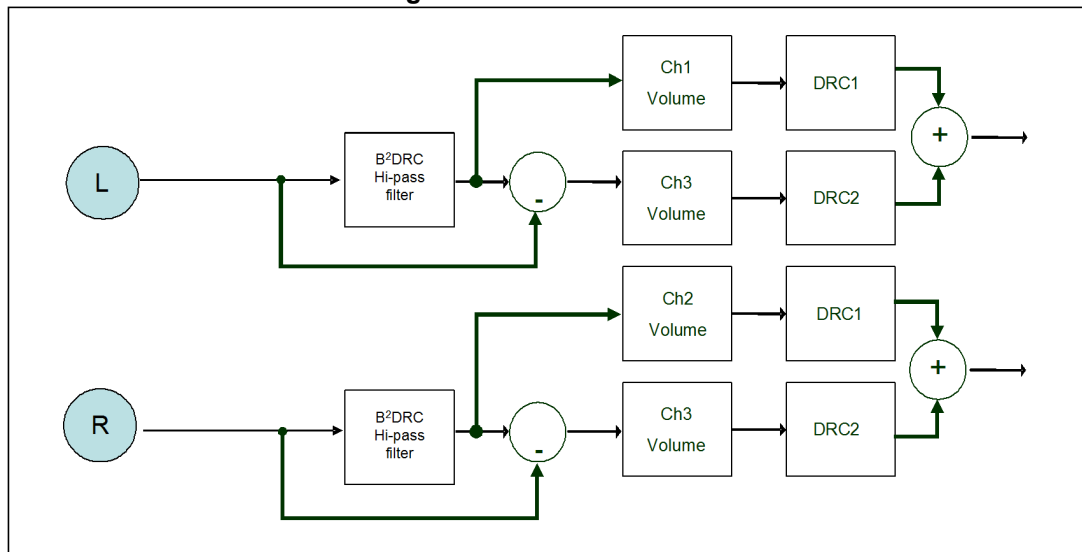 Ch1
Volume
DRC1
+
L
B²DRC
Hi-pass
filter
-
Ch3
Volume
DRC2
Ch2
Volume
DRC1
+
R
B²DRC
Hi-pass
filter
-
Ch3
Volume
DRC2